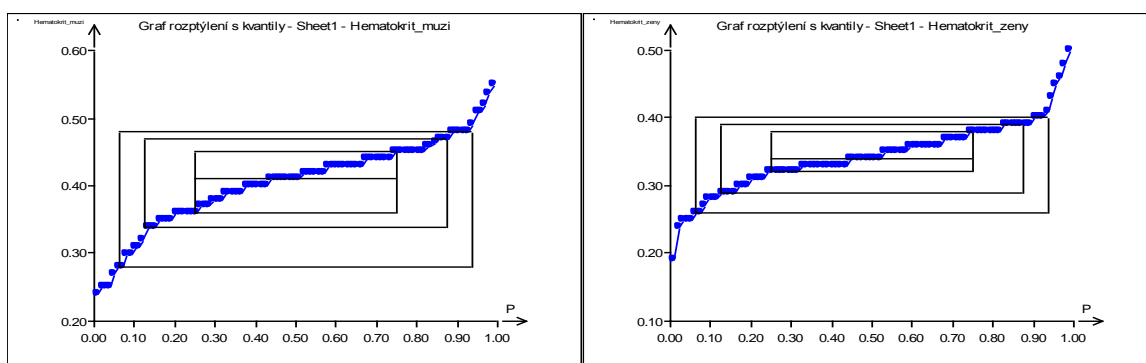 Hematokrit_muzi
Graf rozptýlení s kvantily - Sheet1 - Hematokrit_muzi
0.60
0.50
0.40
0.30
0.20
P
0.00 0.10 0.20 0.30 0.40 0.50 0.60 0.70 0.80 0.90 1.00
Hematokrit_zeny
Graf rozptýlení s kvantily - Sheet1 - Hematokrit_zeny
0.50
0.40
0.30
0.20
0.10
P
0.00 0.10 0.20 0.30 0.40 0.50 0.60 0.70 0.80 0.90 1.00